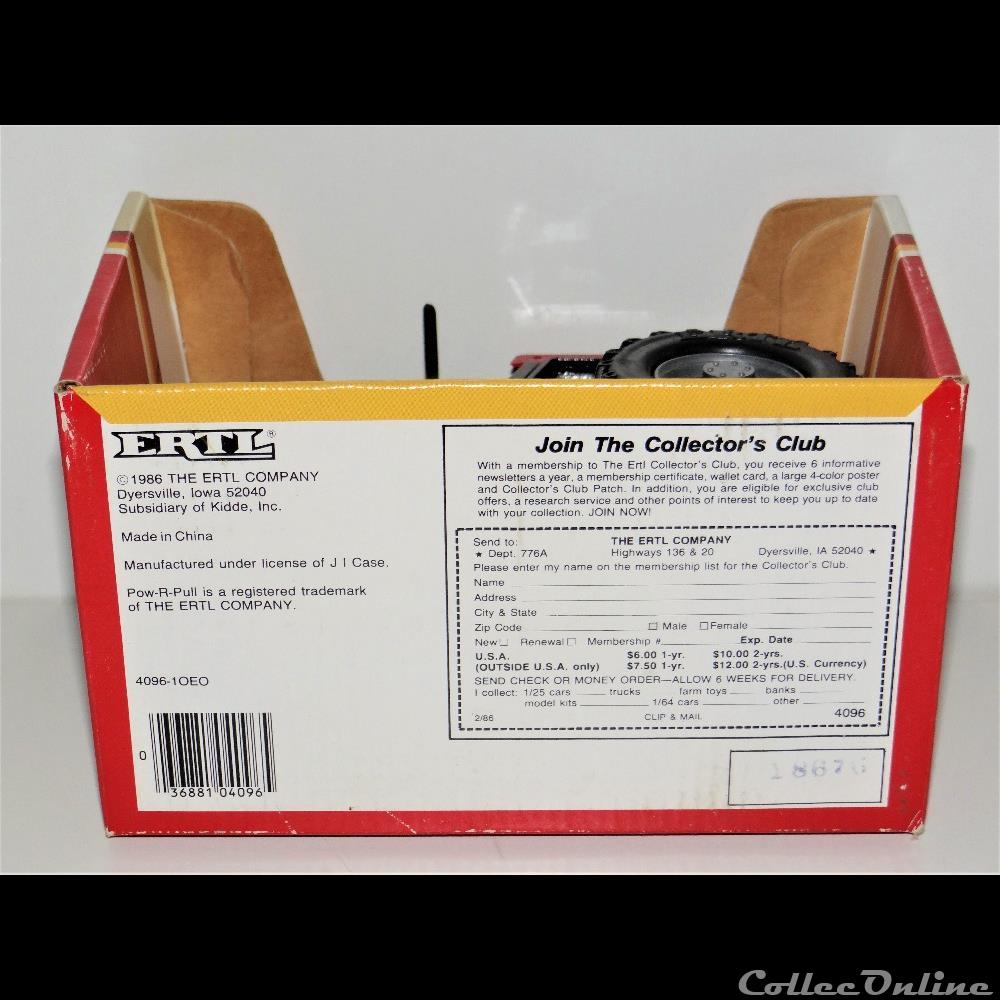 ERTL®
©1986 THE ERTL COMPANY
Dyersville, Iowa 52040
Subsidiary of Kidde, Inc.
Made in China
Manufactured under license of J I Case.
Pow-R-Pull is a registered trademark
of THE ERTL COMPANY.
4096-1OEO
0
36881 04096
Join The Collector's Club
With a membership to The Ertl Collector's Club, you receive 6 informative
newsletters a year, a membership certificate, wallet card, a large 4-color poster
and Collector's Club Patch. In addition, you are eligible for exclusive club
offers, a research service and other points of interest to keep you up to date
with your collection. JOIN NOW!
Send to: THE ERTL COMPANY
★ Dept. 776A Highways 136 & 20 Dyersville, IA 52040 ★
Please enter my name on the membership list for the Collector's Club.
Name
Address
City & State
Zip Code □ Male □ Female
New □ Renewal □ Membership # Exp. Date
U.S.A. $6.00 1-yr. $10.00 2-yrs.
(OUTSIDE U.S.A. only) $7.50 1-yr. $12.00 2-yrs.(U.S. Currency)
SEND CHECK OR MONEY ORDER—ALLOW 6 WEEKS FOR DELIVERY.
I collect: 1/25 cars trucks farm toys banks
model kits 1/64 cars other
2/86 CLIP & MAIL 4096
CollecOnline